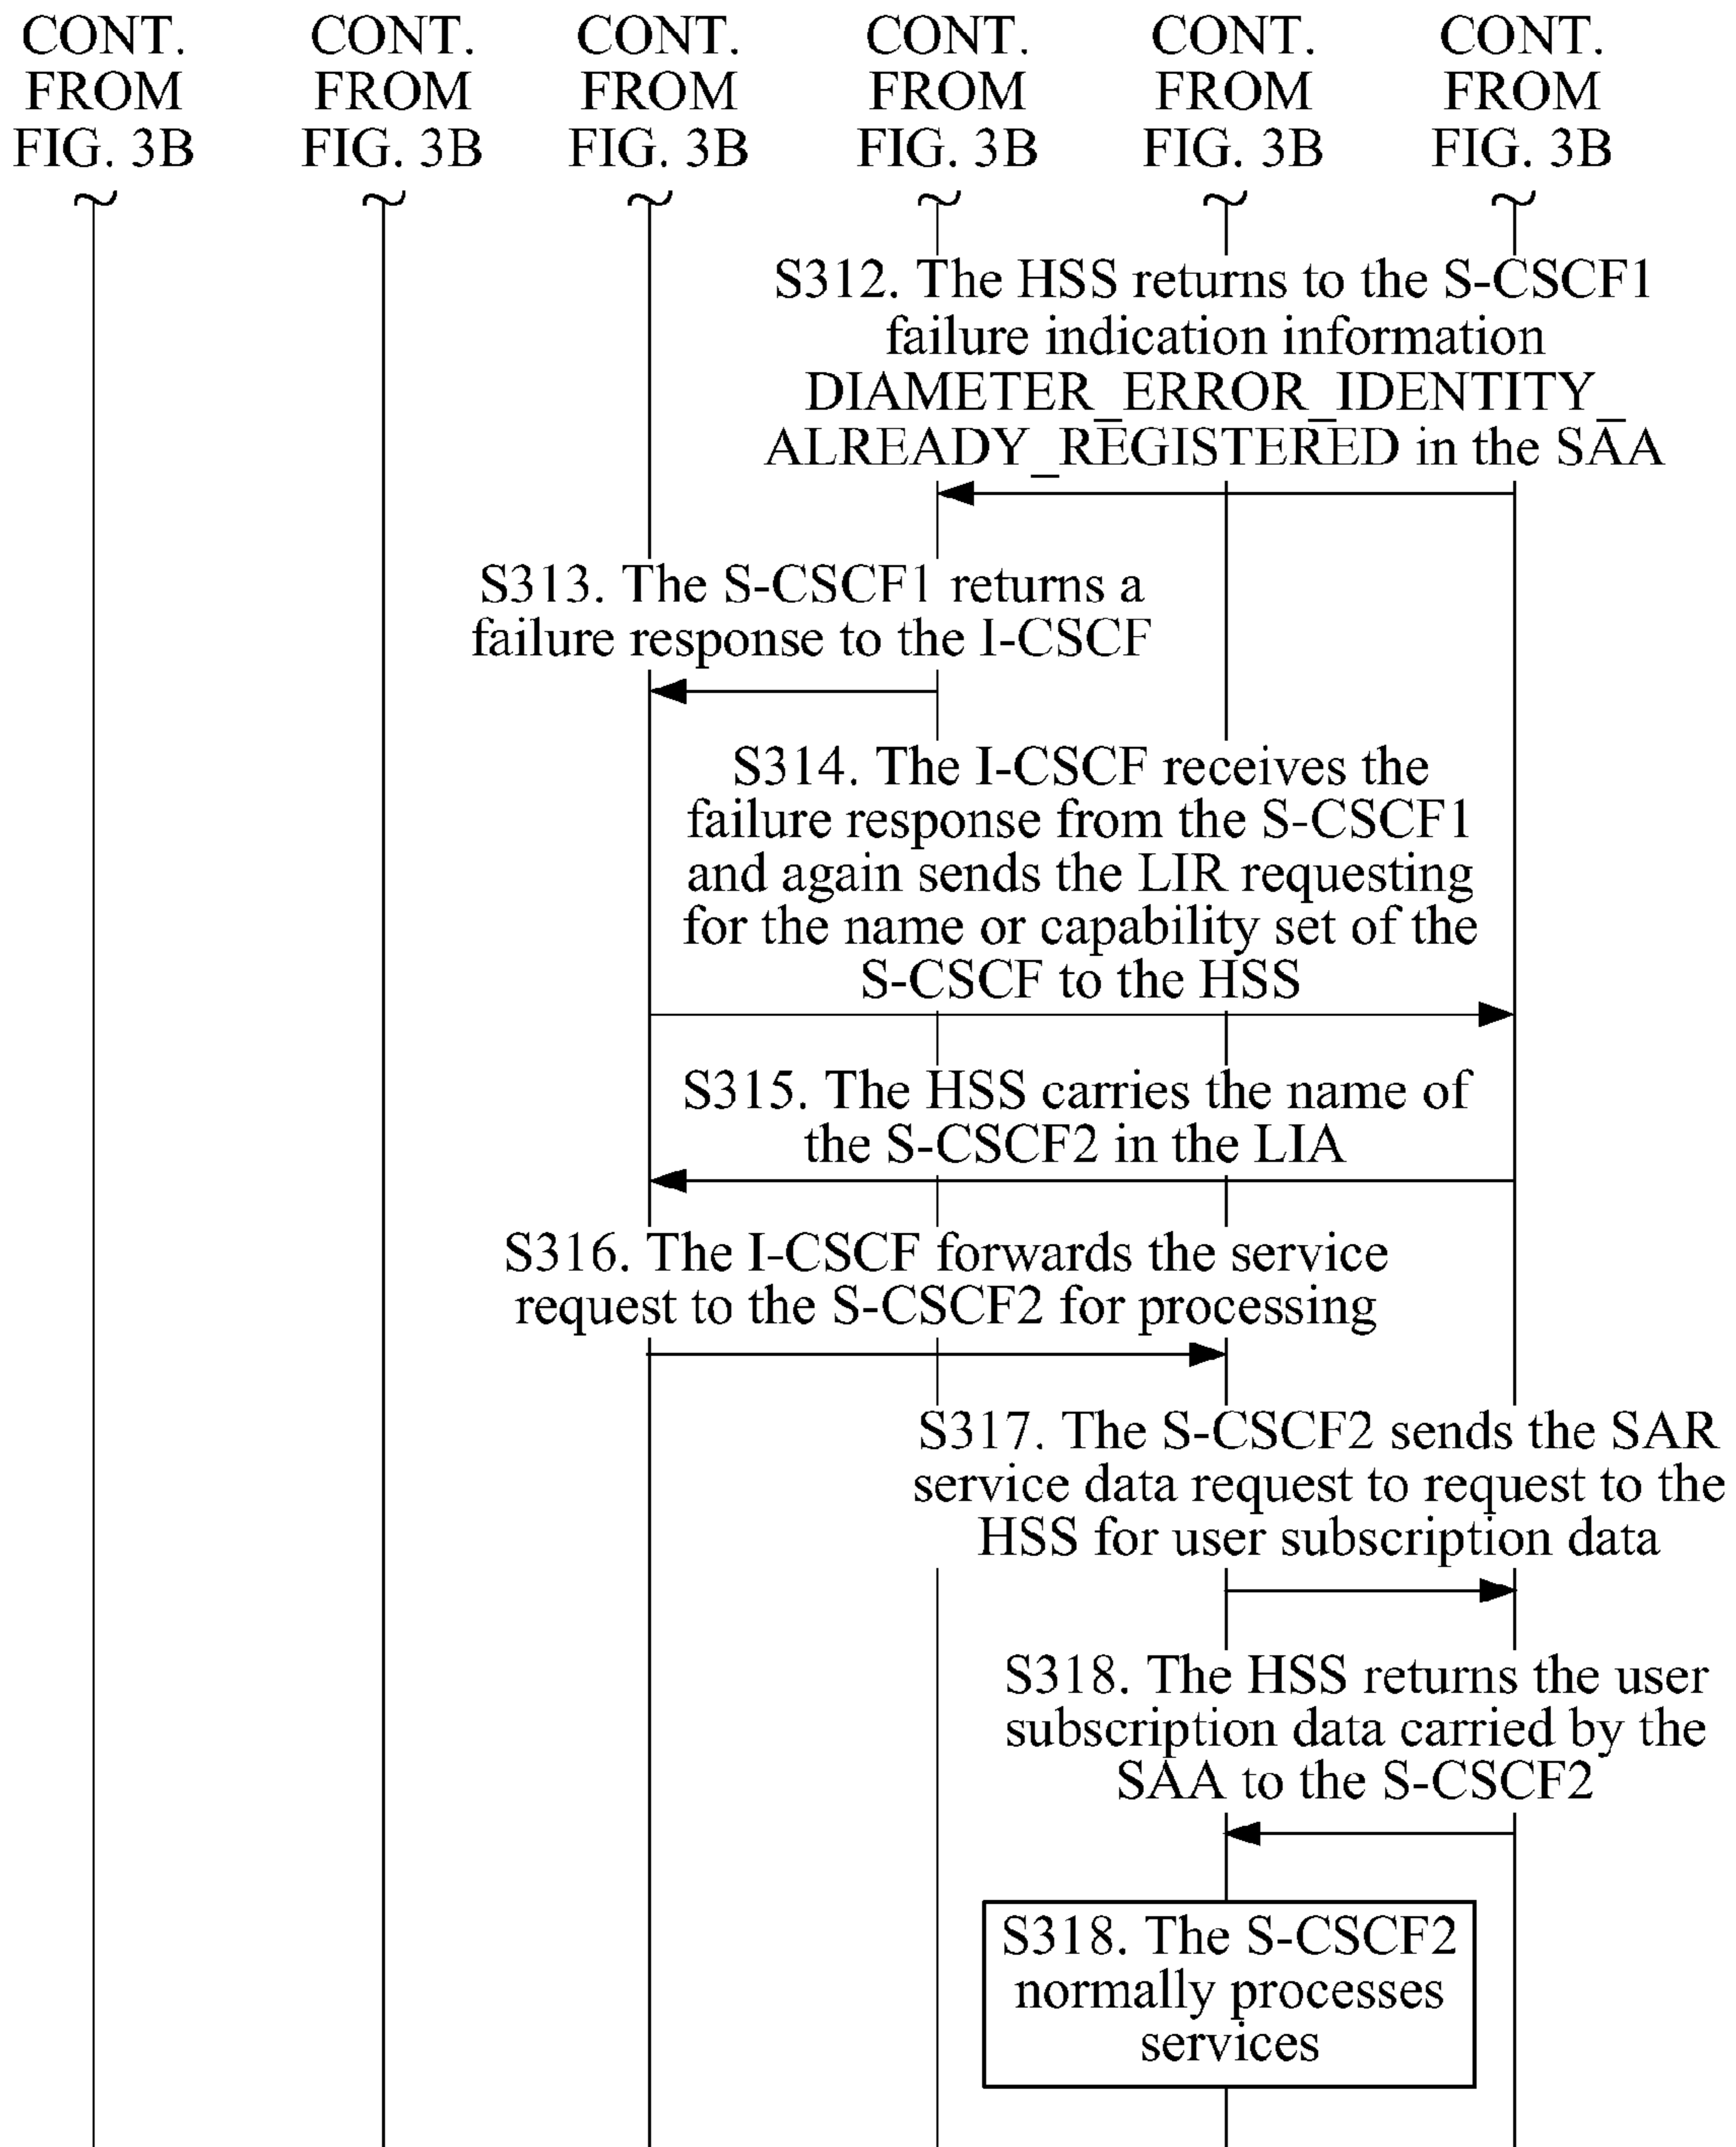 CONT. CONT. CONT. CONT. CONT. CONT.
FROM FROM FROM FROM FROM FROM
FIG. 3B FIG. 3B FIG. 3B FIG. 3B FIG. 3B FIG. 3B
S312. The HSS returns to the S-CSCF1
failure indication information
DIAMETER_ERROR_IDENTITY_
ALREADY_REGISTERED in the SAA
S313. The S-CSCF1 returns a
failure response to the I-CSCF
S314. The I-CSCF receives the
failure response from the S-CSCF1
and again sends the LIR requesting
for the name or capability set of the
S-CSCF to the HSS
S315. The HSS carries the name of
the S-CSCF2 in the LIA
S316. The I-CSCF forwards the service
request to the S-CSCF2 for processing
S317. The S-CSCF2 sends the SAR
service data request to request to the
HSS for user subscription data
S318. The HSS returns the user
subscription data carried by the
SAA to the S-CSCF2
S318. The S-CSCF2
normally processes
services